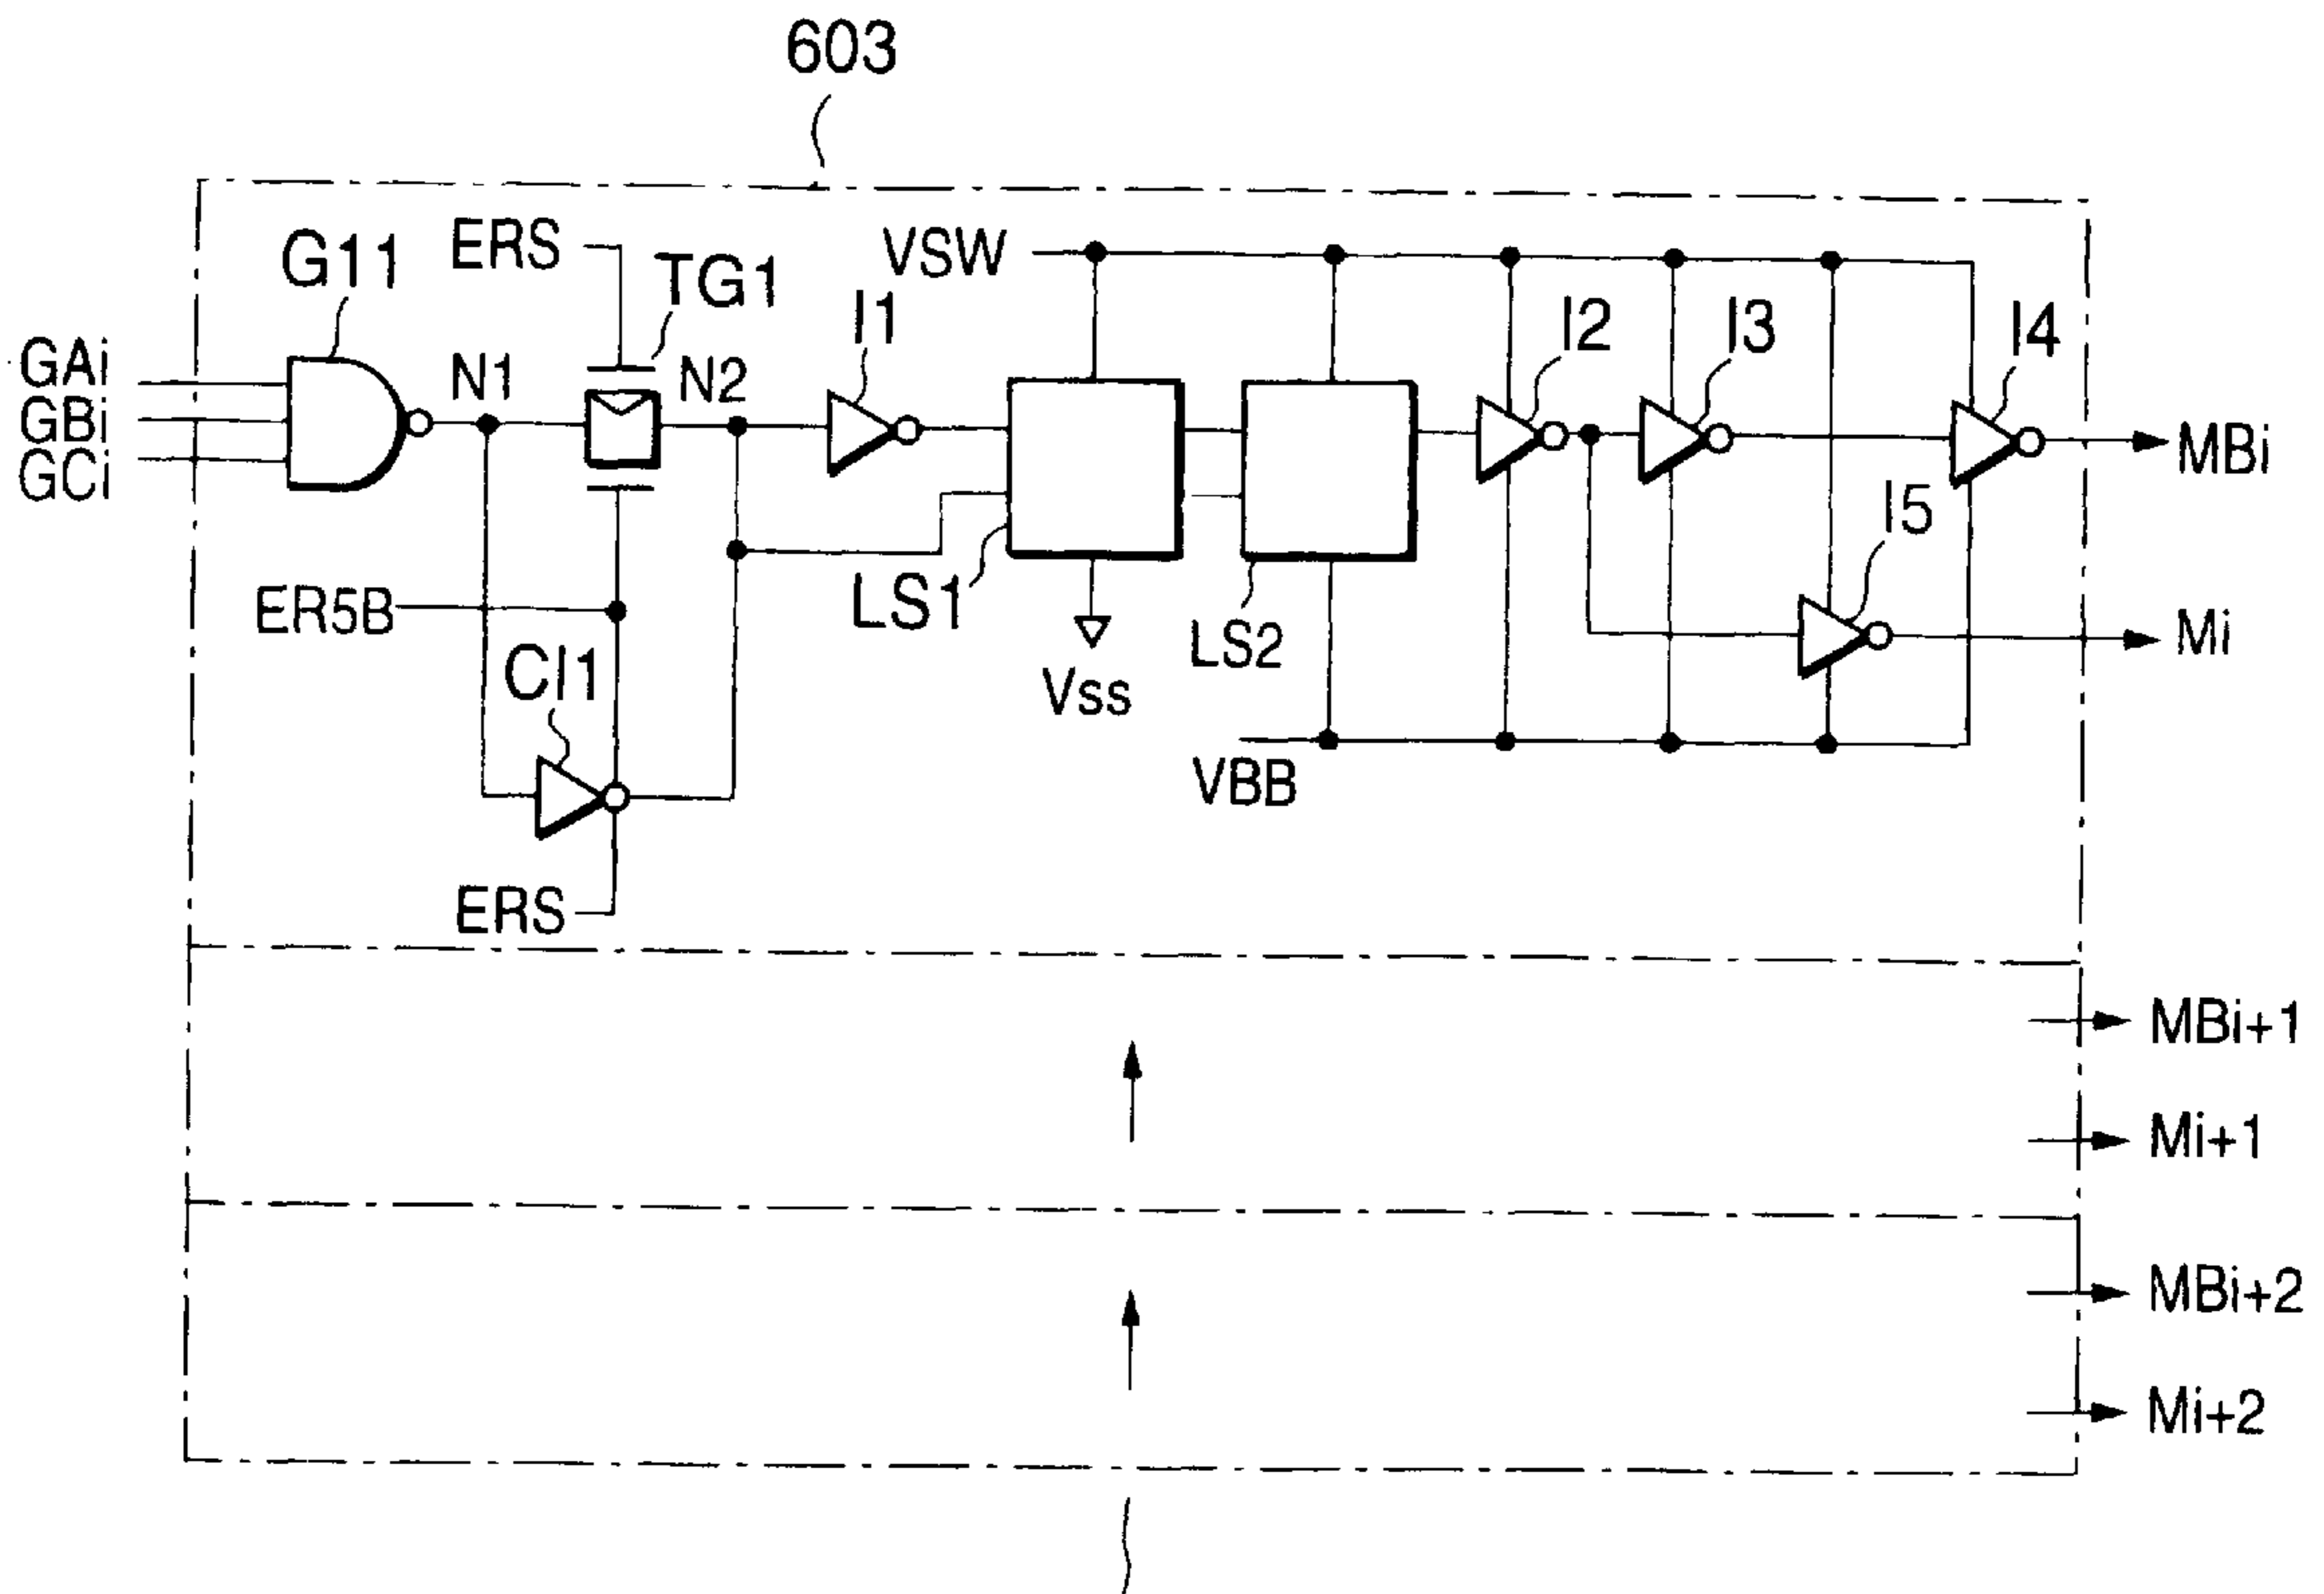 603
G11
ERS
TG1
VSW
I1
I2
I3
I4
GAi
GBi
GCi
N1
N2
MBi
I5
ER5B
LS1
LS2
Mi
CI1
Vss
VBB
ERS
MBi+1
Mi+1
MBi+2
Mi+2